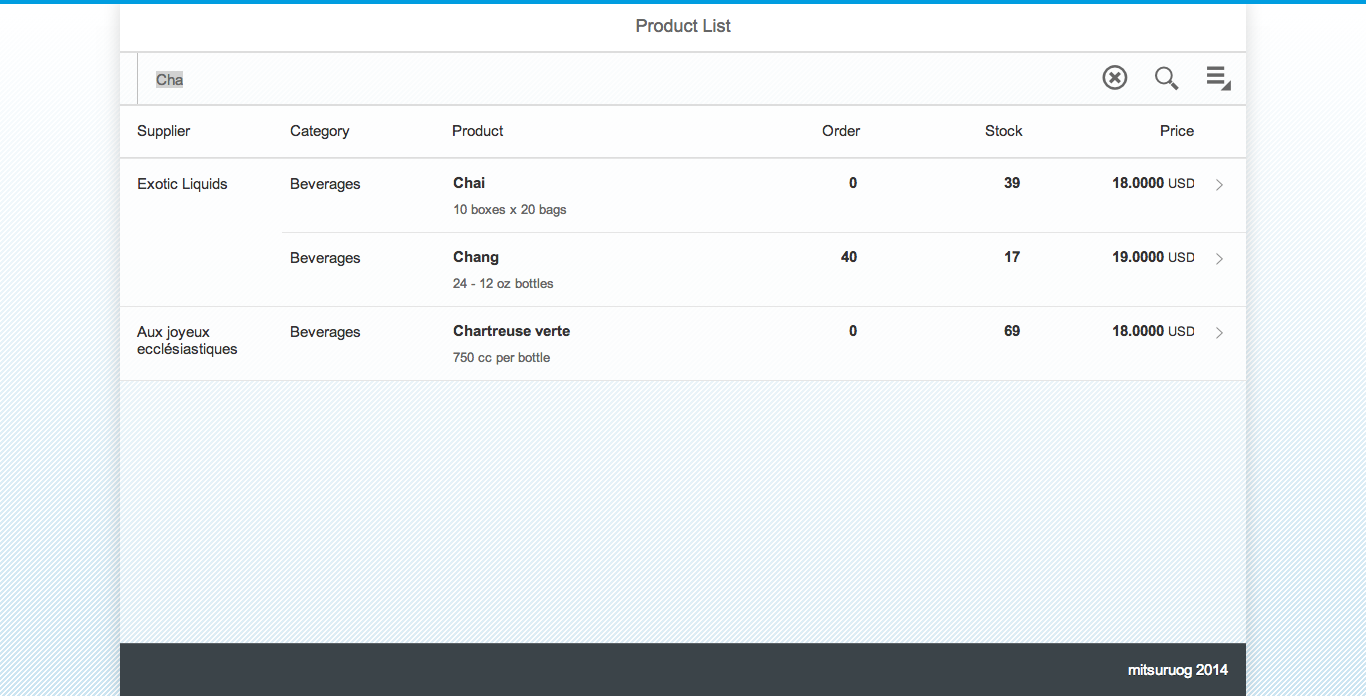 Product List
Cha
Supplier Category Product Order Stock Price
Exotic Liquids Beverages Chai 0 39 18.0000 USD
10 boxes x 20 bags
Beverages Chang 40 17 19.0000 USD
24 - 12 oz bottles
Aux joyeux Beverages Chartreuse verte 0 69 18.0000 USD
ecclésiastiques 750 cc per bottle
mitsuruog 2014